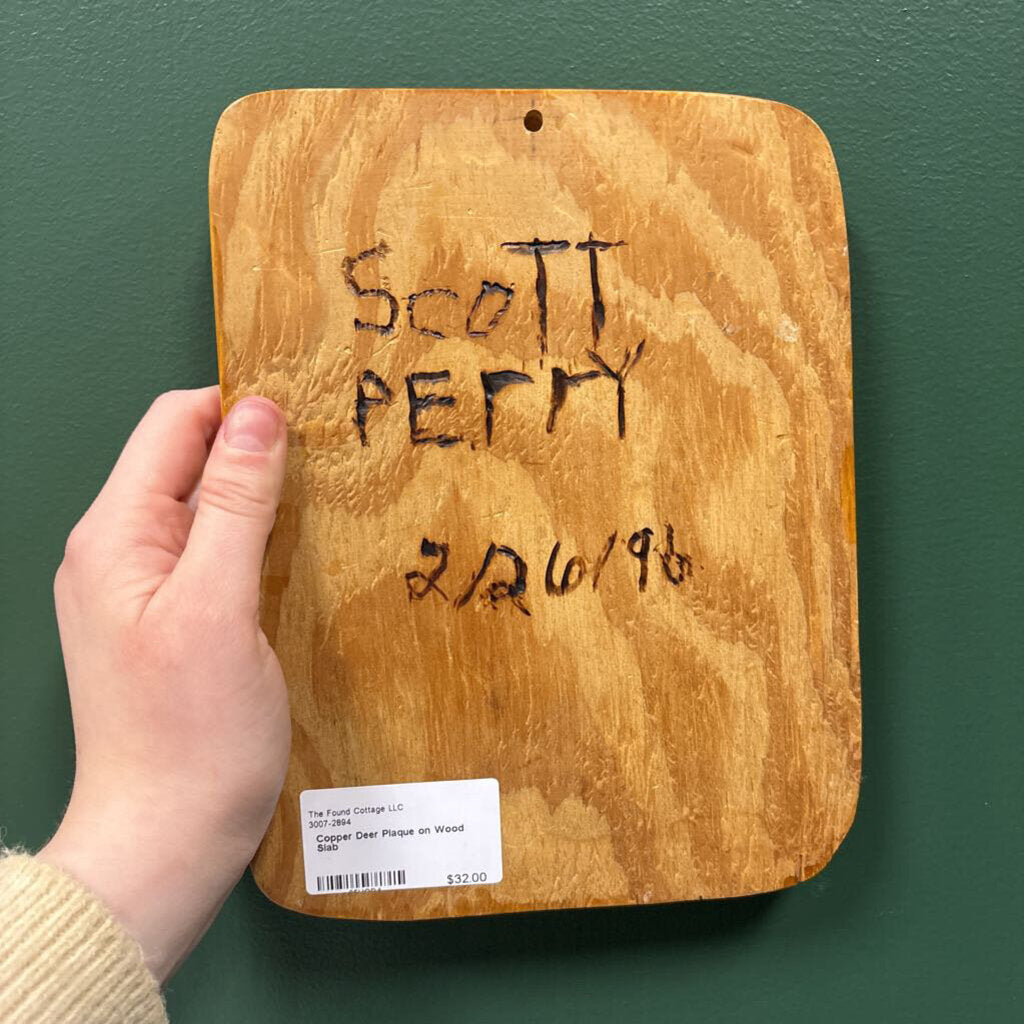 ScoTT
PErrY
2/26/96
The Found Cottage LLC
3007-2894
Copper Deer Plaque on Wood
Slab
$32.00